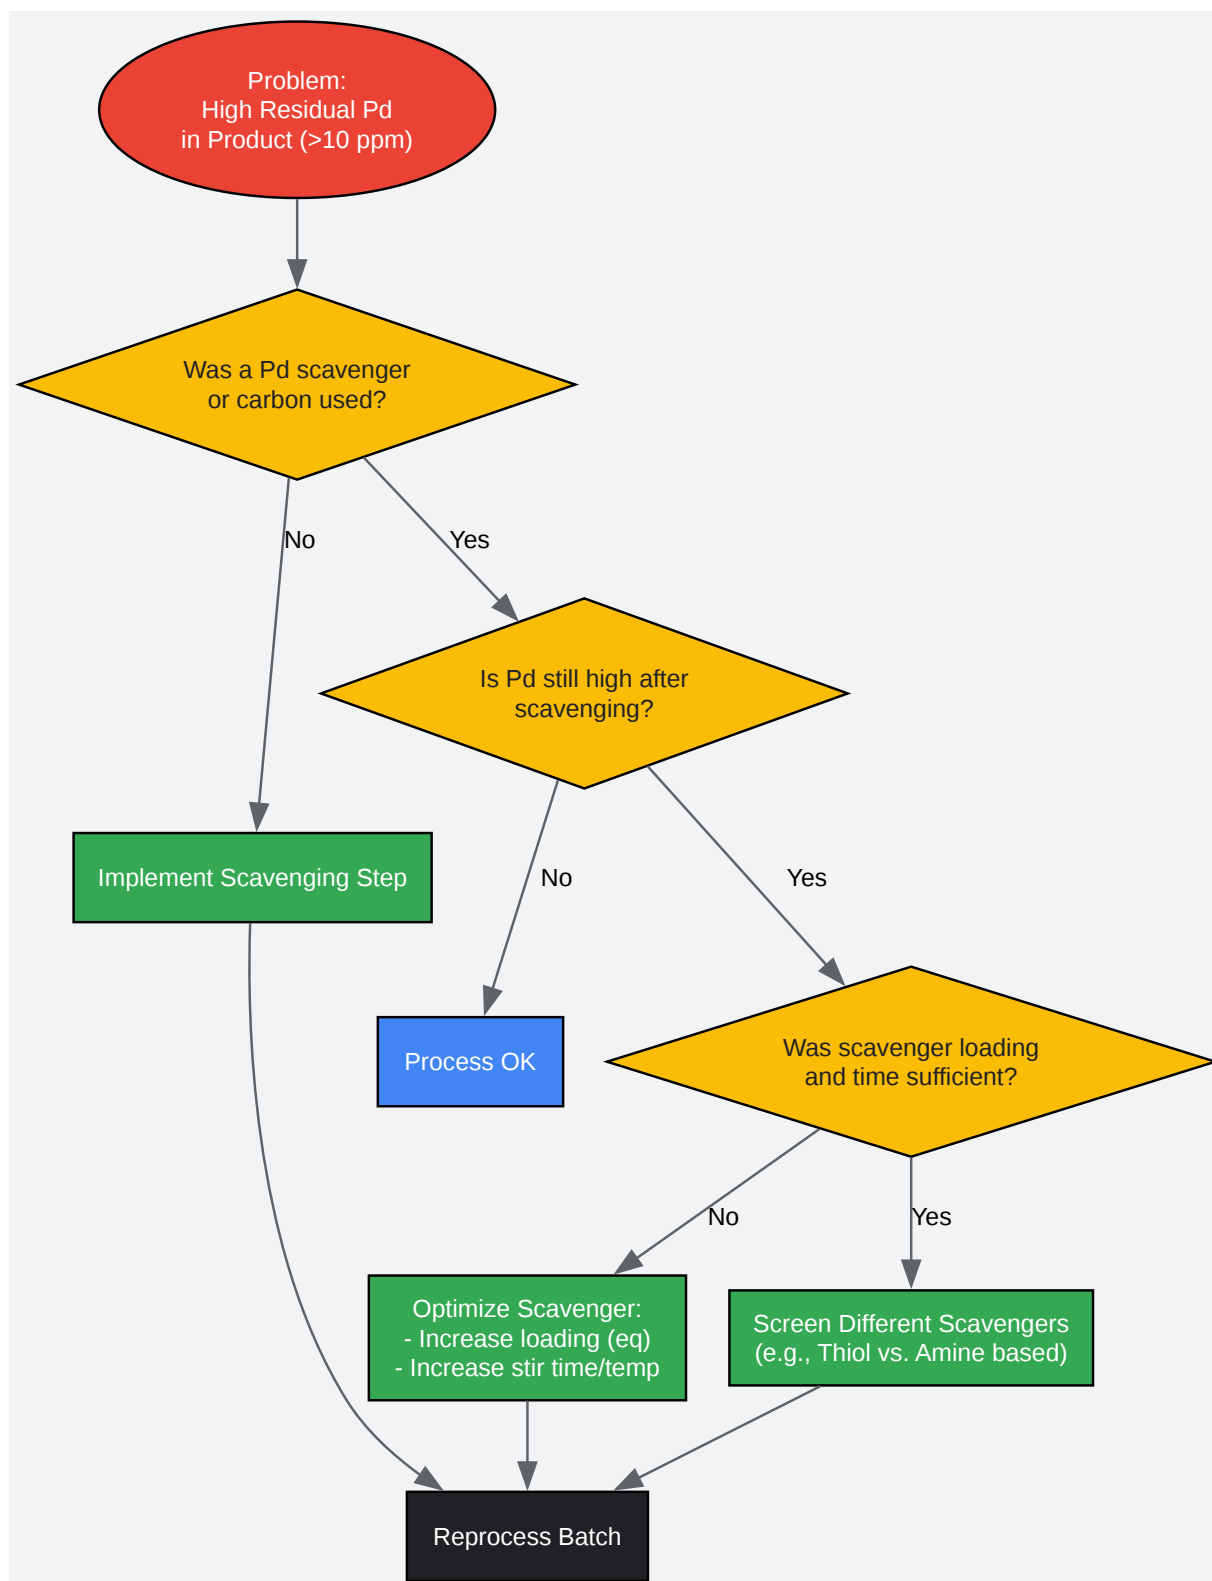 Problem:
High Residual Pd
in Product (>10 ppm)
Was a Pd scavenger
or carbon used?
No
Yes
Is Pd still high after
scavenging?
Implement Scavenging Step
No
Yes
Process OK
Was scavenger loading
and time sufficient?
No
Yes
Optimize Scavenger:
- Increase loading (eq)
- Increase stir time/temp
Screen Different Scavengers
(e.g., Thiol vs. Amine based)
Reprocess Batch